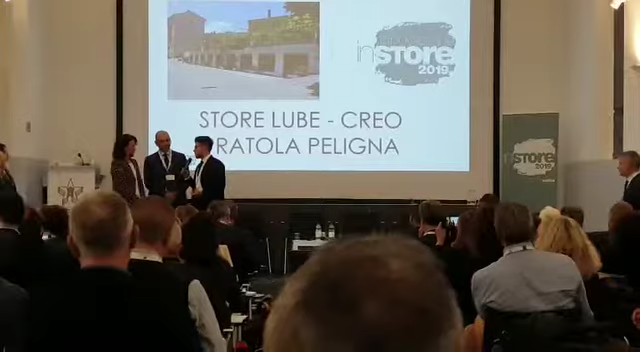 inSTORE
2019
STORE LUBE - CREO
RATOLA PELIGNA
inSTORE
2019